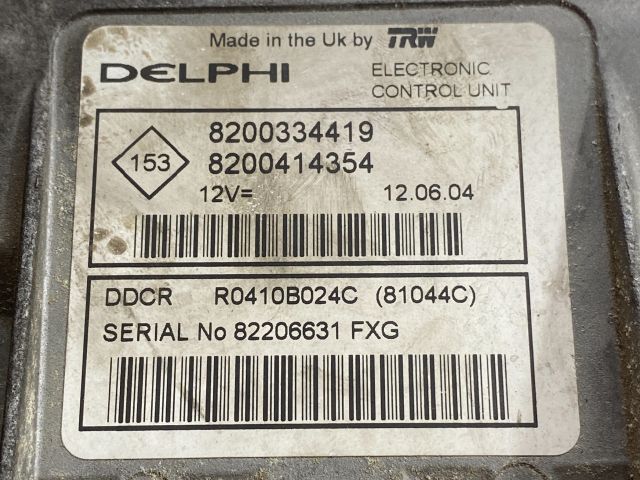 Made in the Uk by TRW
DELPHI
ELECTRONIC
CONTROL UNIT
153
8200334419
8200414354
12V=
12.06.04
DDCR R0410B024C (81044C)
SERIAL No 82206631 FXG